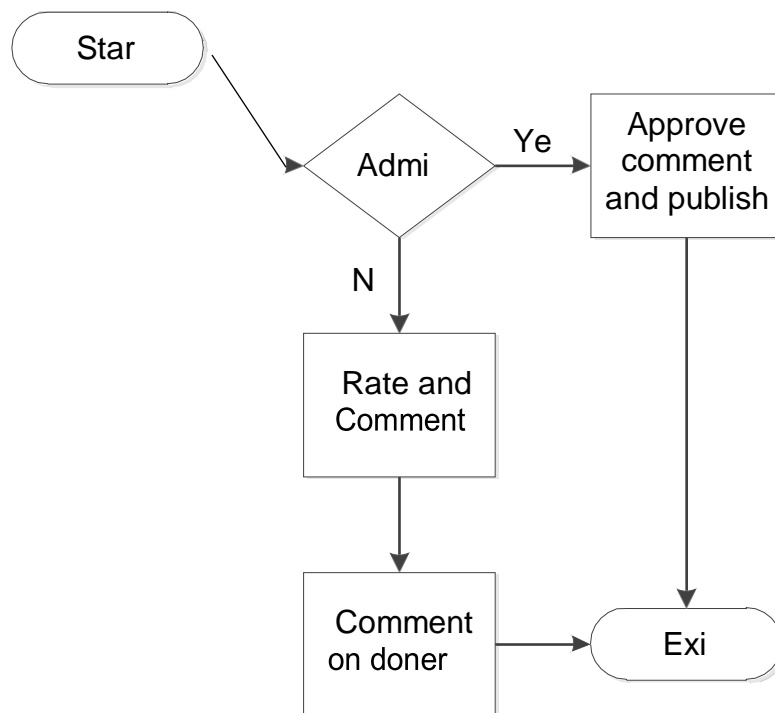 Star
Admi
Ye
Approve
comment
and publish
N
Rate and
Comment
Comment
on doner
Exi